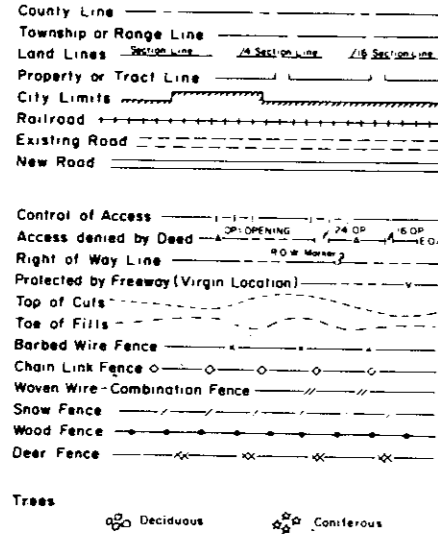 County Line
Township or Range Line
Land Lines Section Line /4 Section Line /16 Section Line
Property or Tract Line
City Limits
Railroad
Existing Road
New Road
Control of Access
Access denied by Deed OP=OPENING 24 OP 16 OP
Right of Way Line R.O.W. Marker
Protected by Freeway (Virgin Location)
Top of Cuts
Toe of Fills
Barbed Wire Fence
Chain Link Fence
Woven Wire-Combination Fence
Snow Fence
Wood Fence
Deer Fence
Trees
Deciduous Coniferous